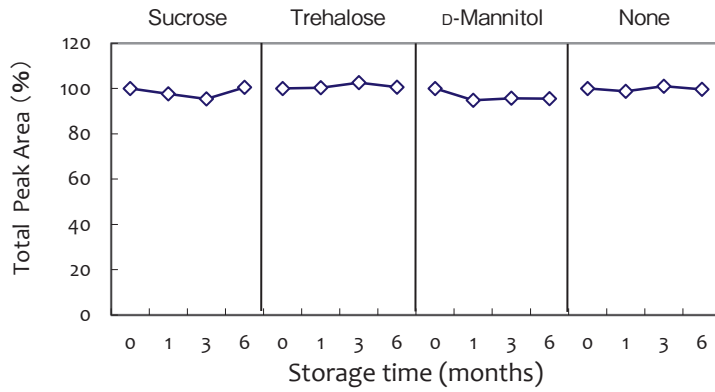 Sucrose Trehalose D-Mannitol None
Total Peak Area (%)
120
100
80
60
40
20
0
0 1 3 6 0 1 3 6 0 1 3 6 0 1 3 6
Storage time (months)